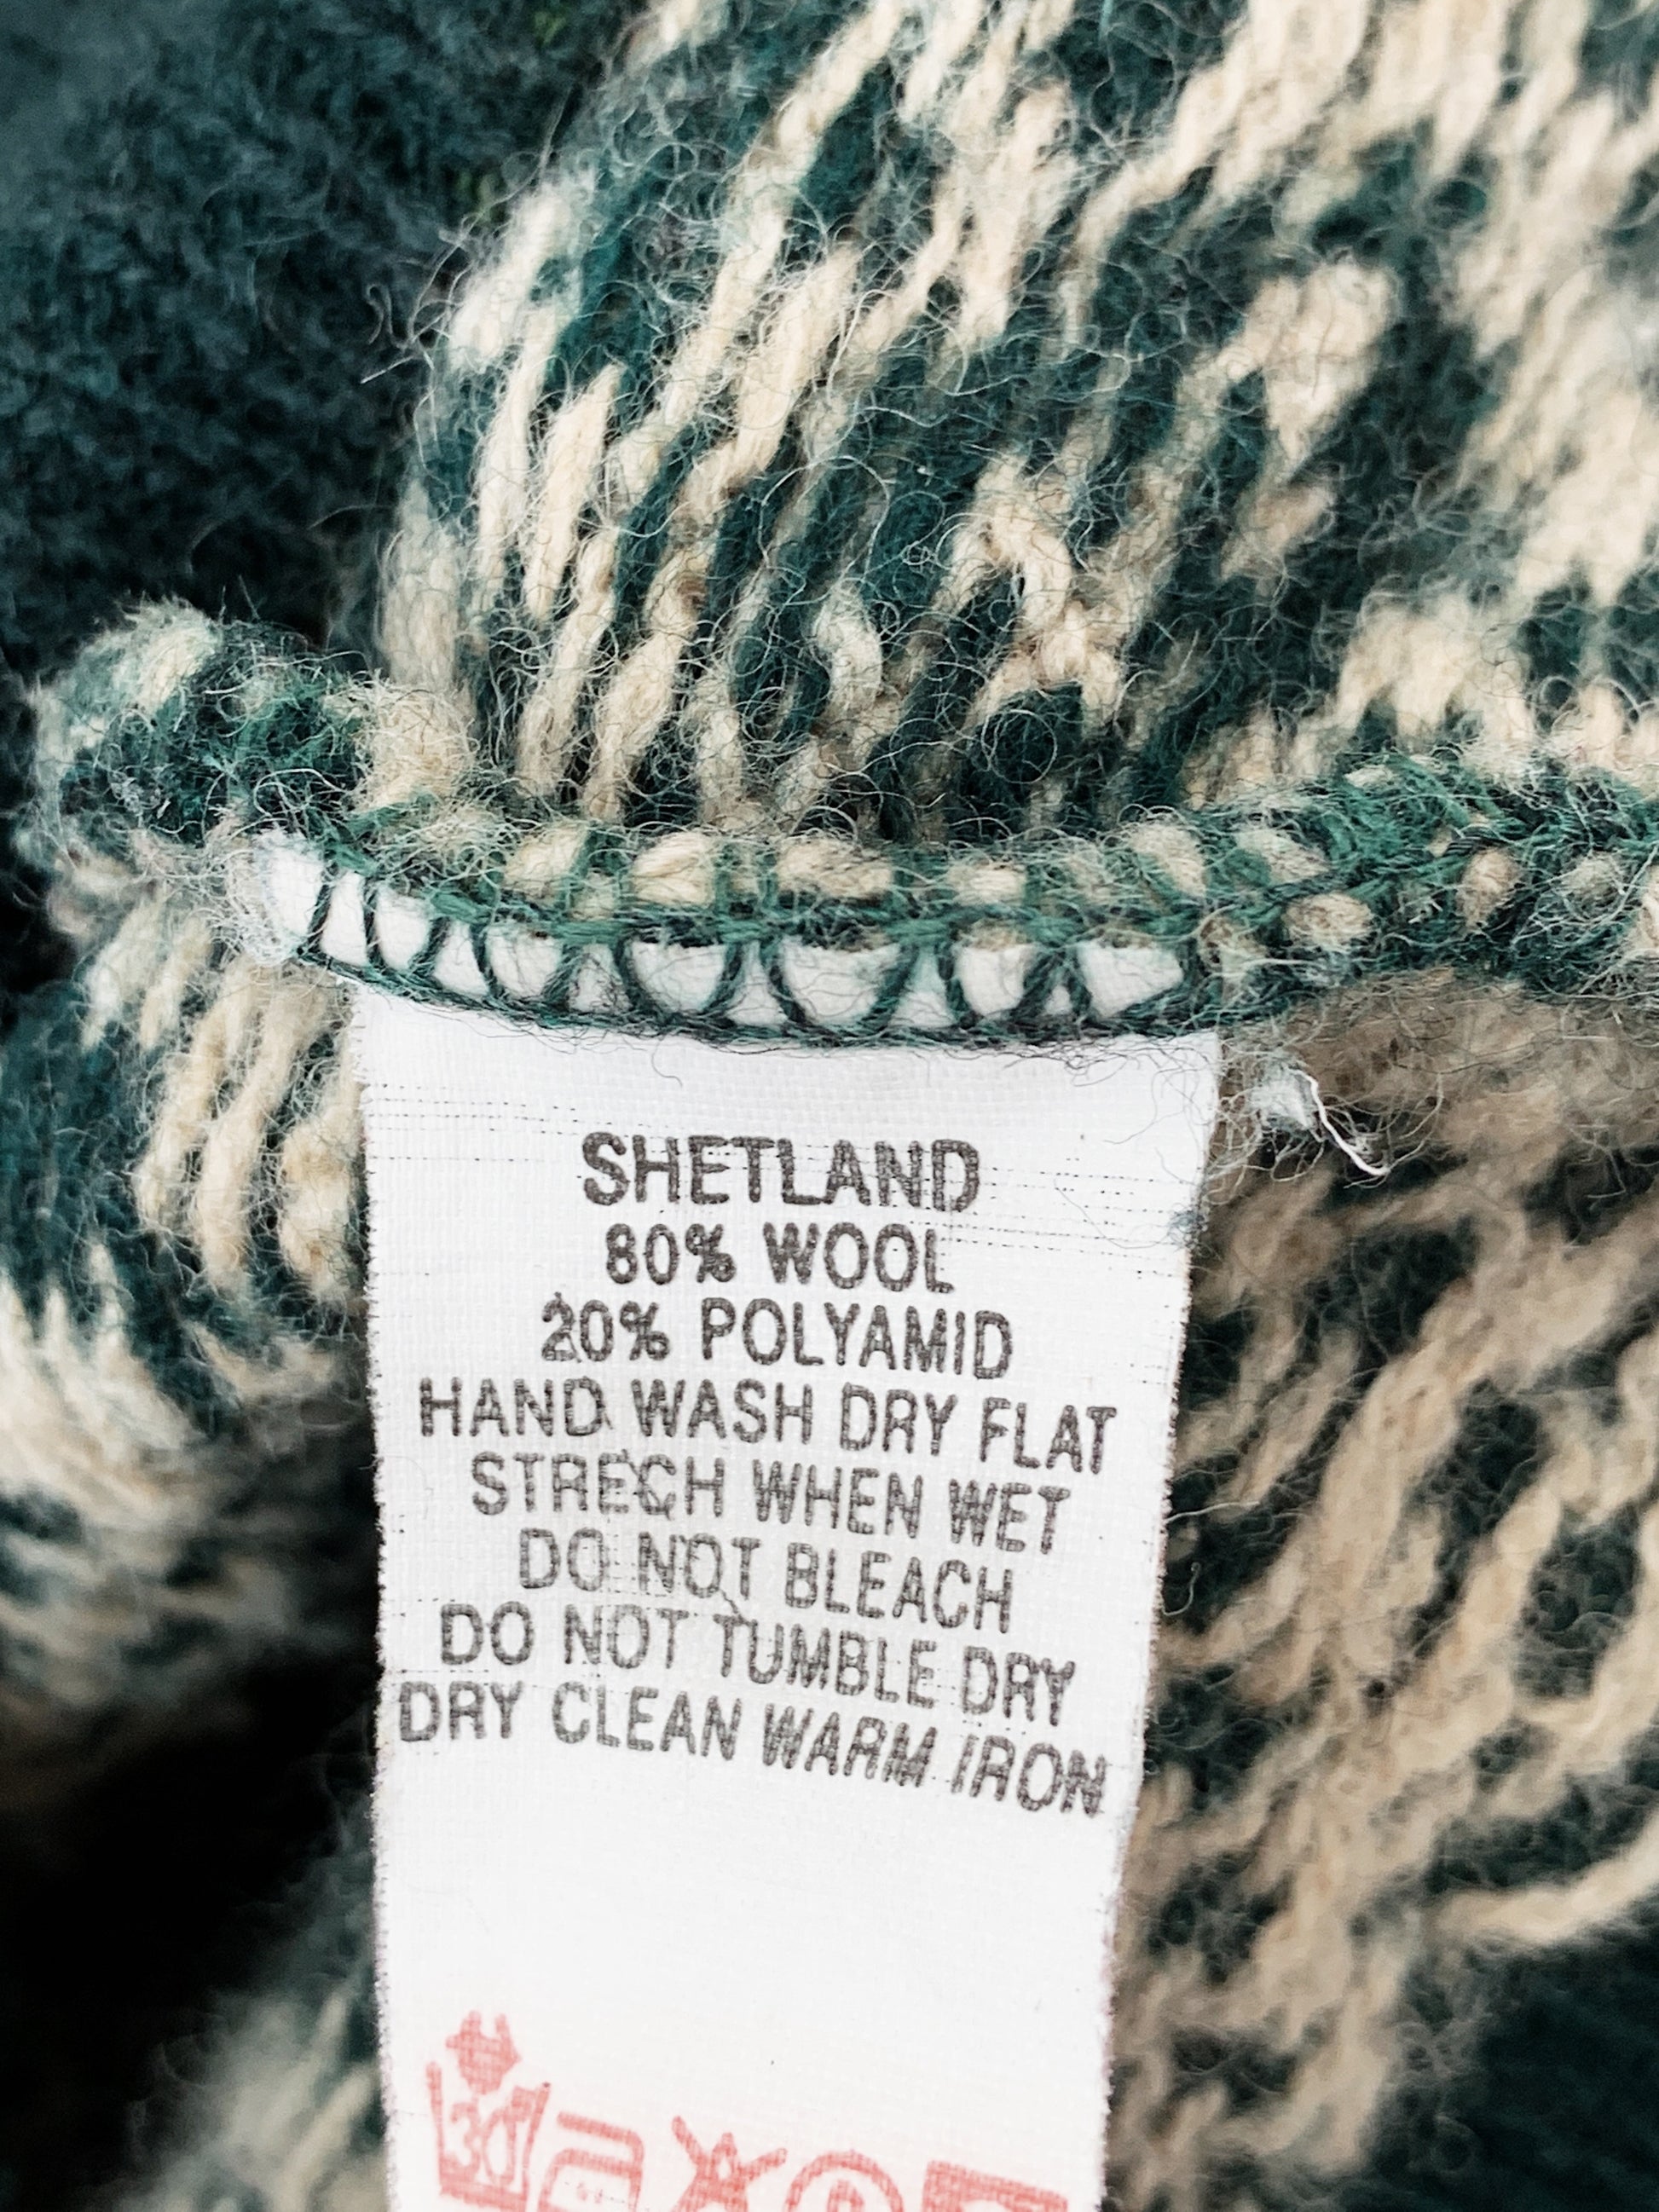 SHETLAND
80% WOOL
20% POLYAMID
HAND WASH DRY FLAT
STRECH WHEN WET
DO NOT BLEACH
DO NOT TUMBLE DRY
DRY CLEAN WARM IRON
30°